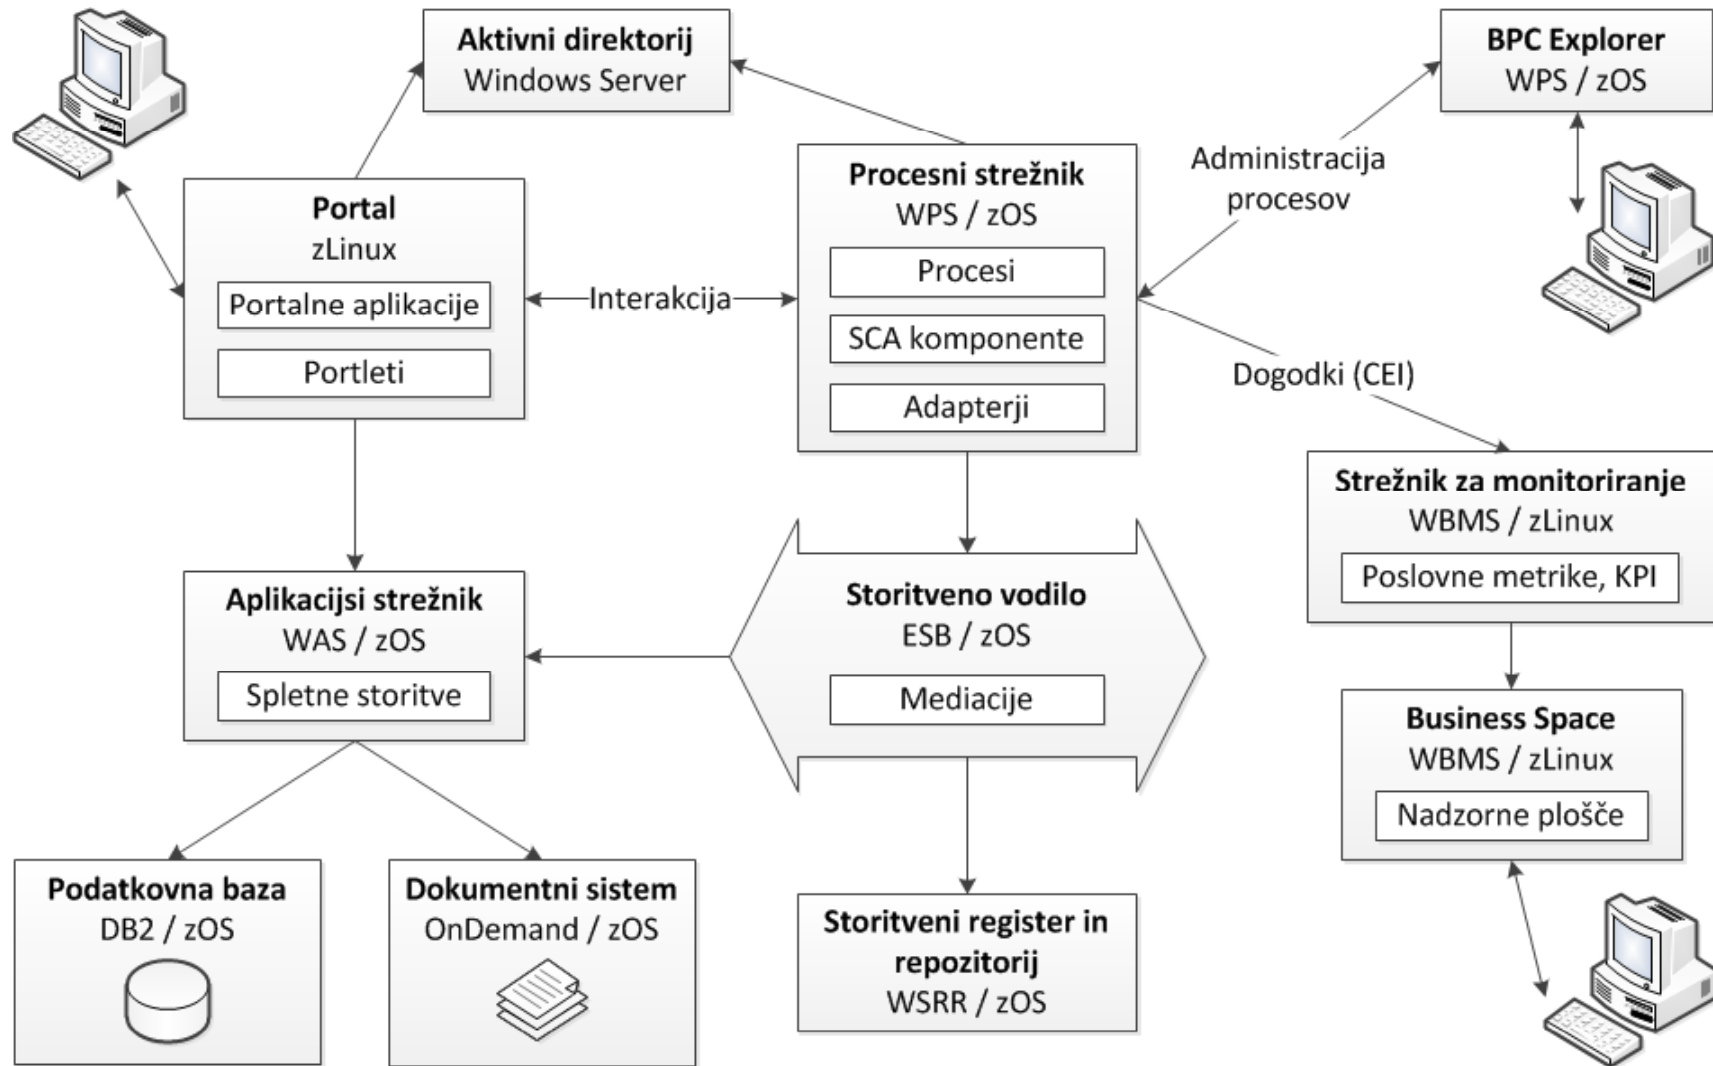 Aktivni direktorij
Windows Server
BPC Explorer
WPS / zOS
Administracija
procesov
Portal
zLinux
Portalne aplikacije
Portleti
Interakcija
Procesni strežnik
WPS / zOS
Procesi
SCA komponente
Adapterji
Dogodki (CEI)
Strežnik za monitoriranje
WBMS / zLinux
Poslovne metrike, KPI
Aplikacijsi strežnik
WAS / zOS
Spletne storitve
Storitveno vodilo
ESB / zOS
Mediacije
Business Space
WBMS / zLinux
Nadzorne plošče
Podatkovna baza
DB2 / zOS
Dokumentni sistem
OnDemand / zOS
Storitveni register in
repozitorij
WSRR / zOS